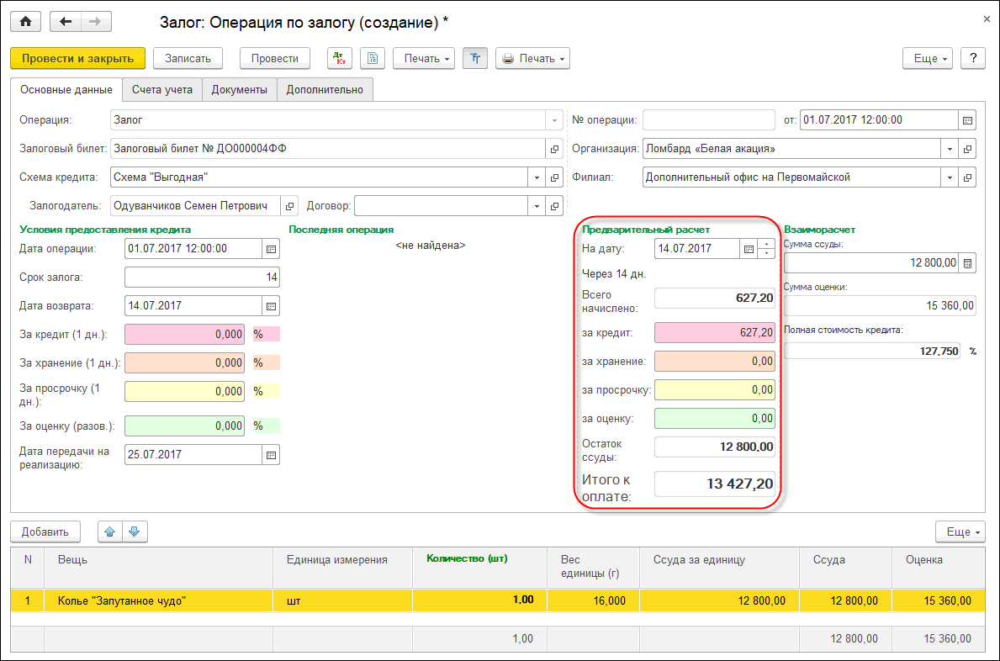 Залог: Операция по залогу (создание) *
Провести и закрыть Записать Провести Дт Кт Печать Печать Еще ?
Основные данные Счета учета Документы Дополнительно
Операция: Залог № операции: от: 01.07.2017 12:00:00
Залоговый билет: Залоговый билет № ДО000004ФФ Организация: Ломбард «Белая акация»
Схема кредита: Схема "Выгодная" Филиал: Дополнительный офис на Первомайской
Залогодатель: Одуванчиков Семен Петрович Договор:
Условия предоставления кредита Последняя операция Предварительный расчет Взаиморасчет
Дата операции: 01.07.2017 12:00:00 <не найдена> На дату: 14.07.2017 Сумма ссуды:
12 800,00
Срок залога: 14 Через 14 дн.
Сумма оценки:
Дата возврата: 14.07.2017 Всего начислено: 627,20 15 360,00
За кредит (1 дн.): 0,000 % за кредит: 627,20 Полная стоимость кредита:
127,750 %
За хранение (1 дн.): 0,000 % за хранение: 0,00
За просрочку (1
дн.): 0,000 % за просрочку: 0,00
За оценку (разов.): 0,000 % за оценку: 0,00
Дата передачи на
реализацию: 25.07.2017 Остаток
ссуды: 12 800,00
Итого к
оплате: 13 427,20
Добавить Еще
N Вещь Единица измерения Количество (шт) Вес
единицы (г) Ссуда за единицу Ссуда Оценка
1 Колье "Запутанное чудо" шт 1,00 16,000 12 800,00 12 800,00 15 360,00
1,00 12 800,00 15 360,00